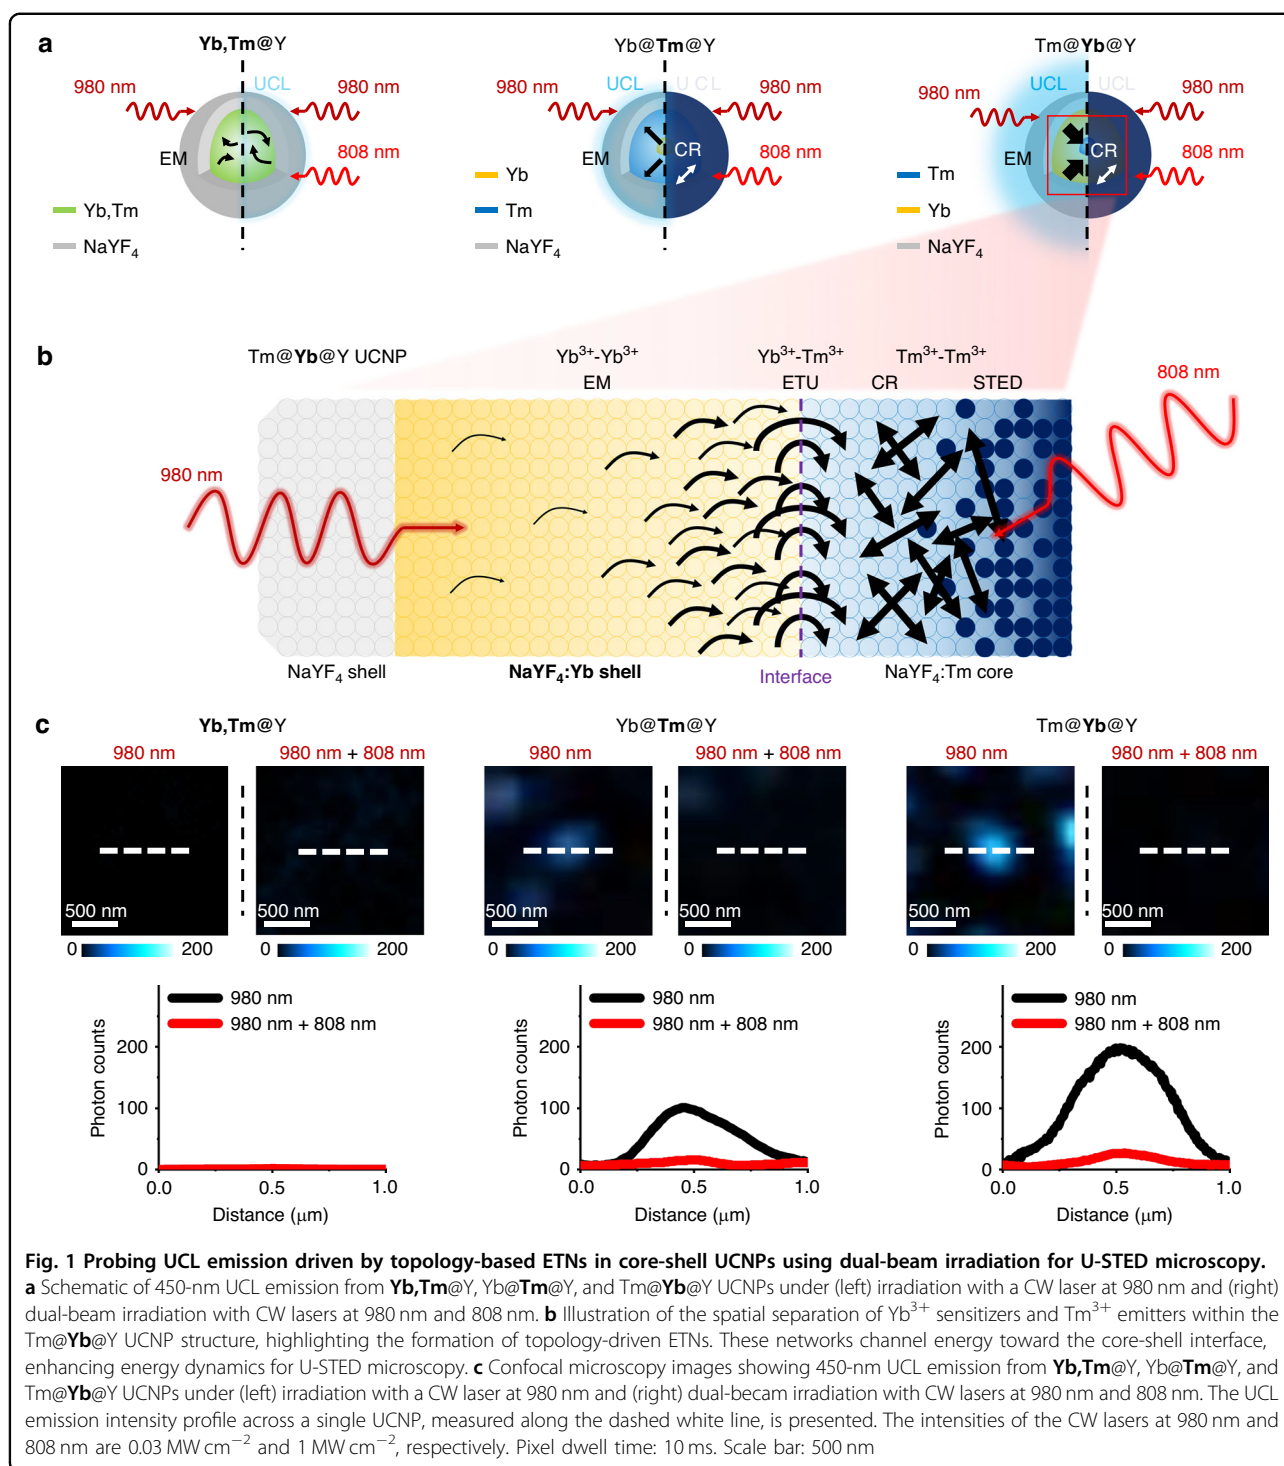 a
Yb,Tm@Y
UCL
980 nm
980 nm
EM
808 nm
Yb,Tm
NaYF4
Yb@Tm@Y
UCL
UCL
980 nm
980 nm
EM
CR
808 nm
Yb
Tm
NaYF4
Tm@Yb@Y
UCL
UCL
980 nm
980 nm
EM
CR
808 nm
Tm
Yb
NaYF4
b
Tm@Yb@Y UCNP
Yb3+-Yb3+
EM
Yb3+-Tm3+
ETU
Tm3+-Tm3+
CR
STED
808 nm
980 nm
NaYF4 shell
NaYF4:Yb shell
Interface
NaYF4:Tm core
c
Yb,Tm@Y
980 nm
980 nm + 808 nm
500 nm
500 nm
0 200
0 200
Yb@Tm@Y
980 nm
980 nm + 808 nm
500 nm
500 nm
0 200
0 200
Tm@Yb@Y
980 nm
980 nm + 808 nm
500 nm
500 nm
0 200
0 200
980 nm
980 nm + 808 nm
Photon counts
200
100
0
0.0 0.5 1.0
Distance (μm)
980 nm
980 nm + 808 nm
Photon counts
200
100
0
0.0 0.5 1.0
Distance (μm)
980 nm
980 nm + 808 nm
Photon counts
200
100
0
0.0 0.5 1.0
Distance (μm)
Fig. 1 Probing UCL emission driven by topology-based ETNs in core-shell UCNPs using dual-beam irradiation for U-STED microscopy.
a Schematic of 450-nm UCL emission from Yb,Tm@Y, Yb@Tm@Y, and Tm@Yb@Y UCNPs under (left) irradiation with a CW laser at 980 nm and (right)
dual-beam irradiation with CW lasers at 980 nm and 808 nm. b Illustration of the spatial separation of Yb3+ sensitizers and Tm3+ emitters within the
Tm@Yb@Y UCNP structure, highlighting the formation of topology-driven ETNs. These networks channel energy toward the core-shell interface,
enhancing energy dynamics for U-STED microscopy. c Confocal microscopy images showing 450-nm UCL emission from Yb,Tm@Y, Yb@Tm@Y, and
Tm@Yb@Y UCNPs under (left) irradiation with a CW laser at 980 nm and (right) dual-becam irradiation with CW lasers at 980 nm and 808 nm. The UCL
emission intensity profile across a single UCNP, measured along the dashed white line, is presented. The intensities of the CW lasers at 980 nm and
808 nm are 0.03 MW cm−2 and 1 MW cm−2, respectively. Pixel dwell time: 10 ms. Scale bar: 500 nm